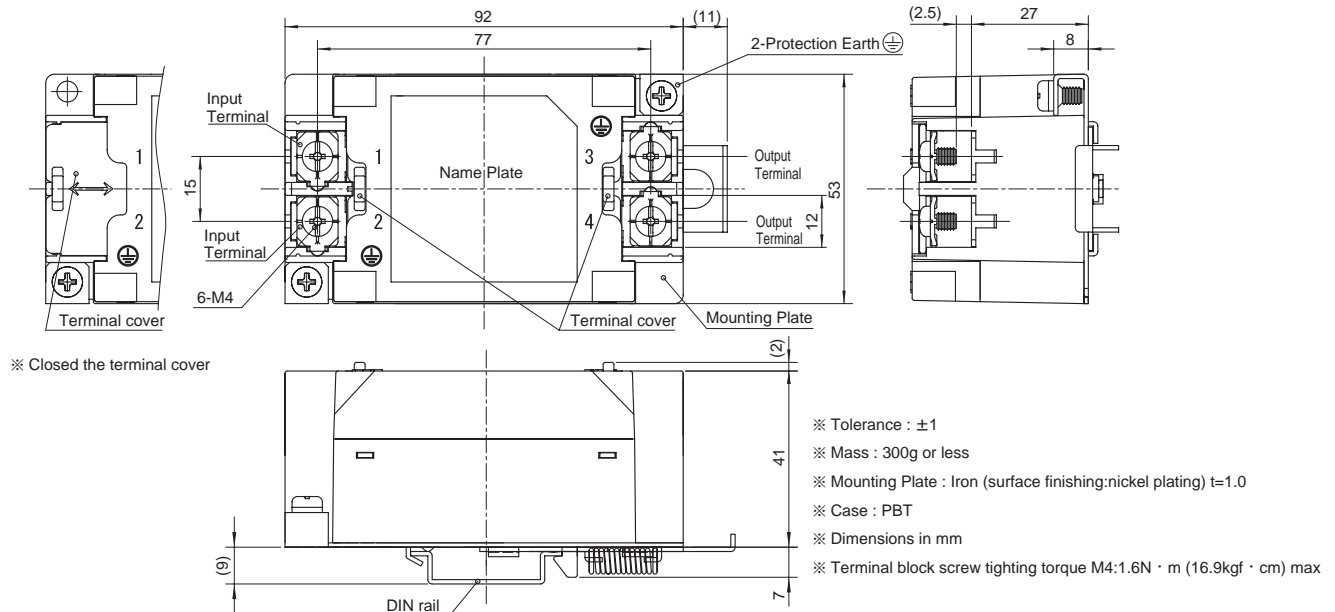 92
(11)
77
2-Protection Earth
(2.5)
27
8
Input
Terminal
1
2
1
2
3
4
15
Name Plate
Output
Terminal
Output
Terminal
12
53
Input
Terminal
6-M4
Terminal cover
Terminal cover
Mounting Plate
※ Closed the terminal cover
(2)
41
(9)
7
DIN rail
※ Tolerance : ±1
※ Mass : 300g or less
※ Mounting Plate : Iron (surface finishing:nickel plating) t=1.0
※ Case : PBT
※ Dimensions in mm
※ Terminal block screw tighting torque M4:1.6N · m (16.9kgf · cm) max